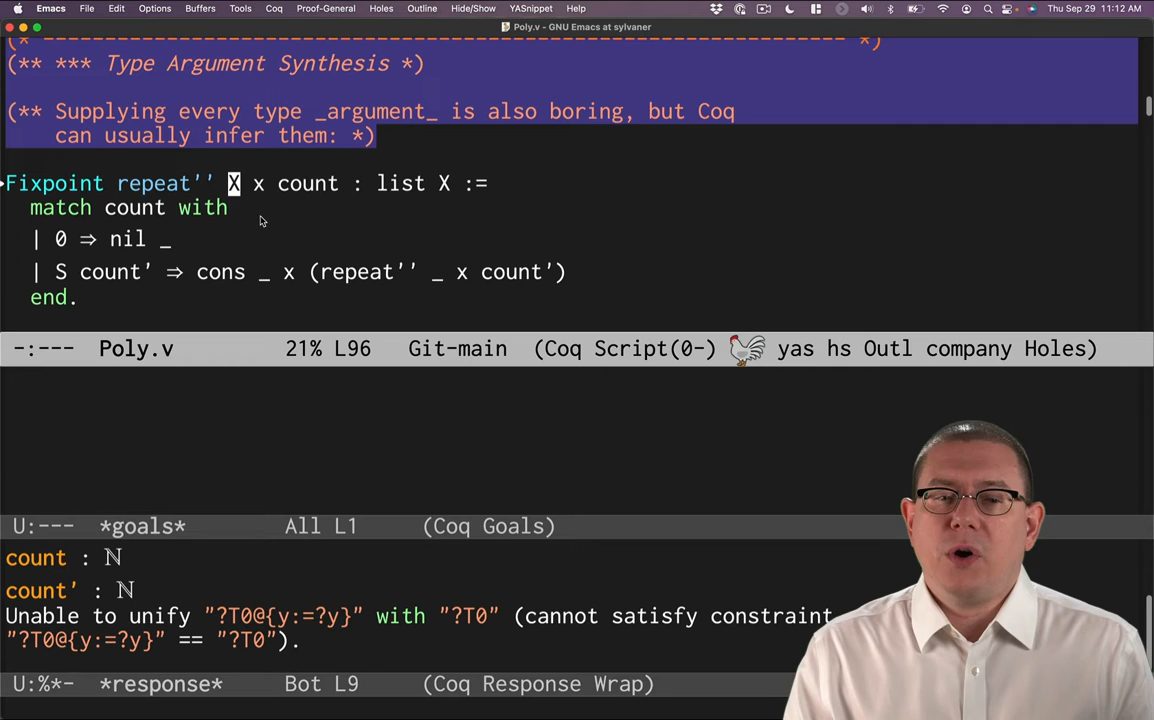 Emacs File Edit Options Buffers Tools Coq Proof-General Holes Outline Hide/Show YASnippet Help Thu Sep 29 11:12 AM
Poly.v - GNU Emacs at sylvaner
(* ---------------------------------------------------------------- *)
(** *** Type Argument Synthesis *)
(** Supplying every type _argument_ is also boring, but Coq
can usually infer them: *)
Fixpoint repeat'' X x count : list X :=
match count with
| 0 ⇒ nil _
| S count' ⇒ cons _ x (repeat'' _ x count')
end.
-:--- Poly.v 21% L96 Git-main (Coq Script(0-) yas hs Outl company Holes)
U:--- *goals* All L1 (Coq Goals)
count : ℕ
count' : ℕ
Unable to unify "?T0@{y:=?y}" with "?T0" (cannot satisfy constraint
"?T0@{y:=?y}" == "?T0").
U:%*- *response* Bot L9 (Coq Response Wrap)